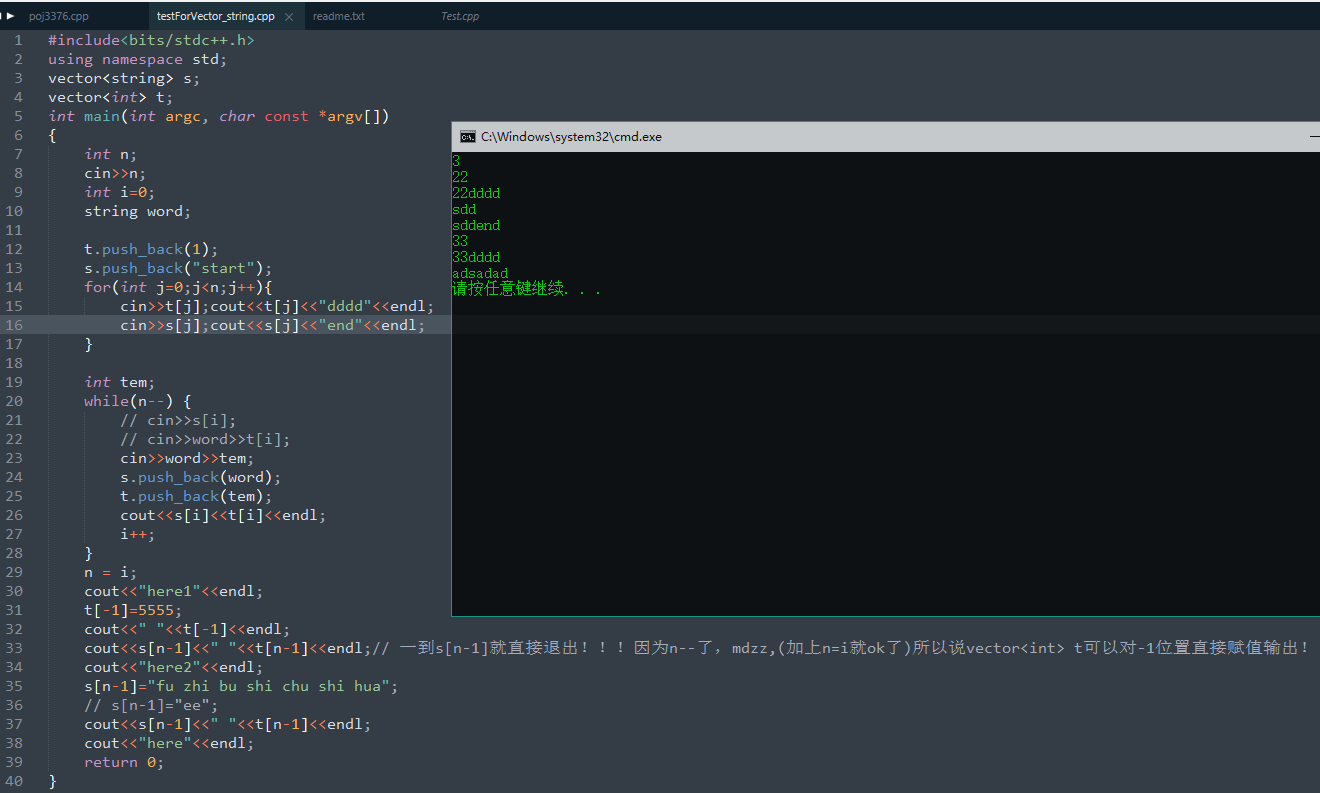 poj3376.cpp testForVector_string.cpp × readme.txt Test.cpp
1 #include<bits/stdc++.h>
2 using namespace std;
3 vector<string> s;
4 vector<int> t;
5 int main(int argc, char const *argv[])
6 {
7 int n;
8 cin>>n;
9 int i=0;
10 string word;
11
12 t.push_back(1);
13 s.push_back("start");
14 for(int j=0;j<n;j++){
15 cin>>t[j];cout<<t[j]<<"dddd"<<endl;
16 cin>>s[j];cout<<s[j]<<"end"<<endl;
17 }
18
19 int tem;
20 while(n--) {
21 // cin>>s[i];
22 // cin>>word>>t[i];
23 cin>>word>>tem;
24 s.push_back(word);
25 t.push_back(tem);
26 cout<<s[i]<<t[i]<<endl;
27 i++;
28 }
29 n = i;
30 cout<<"here1"<<endl;
31 t[-1]=5555;
32 cout<<" "<<t[-1]<<endl;
33 cout<<s[n-1]<<" "<<t[n-1]<<endl;// 一到s[n-1]就直接退出！！！因为n--了，mdzz,(加上n=i就ok了)所以说vector<int> t可以对-1位置直接赋值输出！
34 cout<<"here2"<<endl;
35 s[n-1]="fu zhi bu shi chu shi hua";
36 // s[n-1]="ee";
37 cout<<s[n-1]<<" "<<t[n-1]<<endl;
38 cout<<"here"<<endl;
39 return 0;
40 }
C:\Windows\system32\cmd.exe
3
22
22dddd
sdd
sddend
33
33dddd
adsadad
请按任意键继续. . .